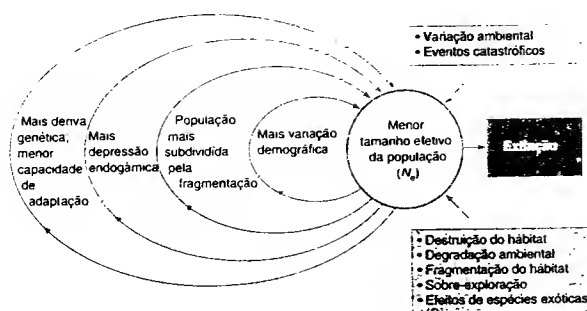 • Variação ambiental
• Eventos catastróficos
Mais deriva
genética;
menor
capacidade
de
adaptação
Mais
depressão
endogâmica
População
mais
subdividida
pela
fragmentação
Mais variação
demográfica
Menor
tamanho efetivo
da população
(Ne)
Extinção
• Destruição do hábitat
• Degradação ambiental
• Fragmentação do hábitat
• Sobre-exploração
• Efeitos de espécies exóticas